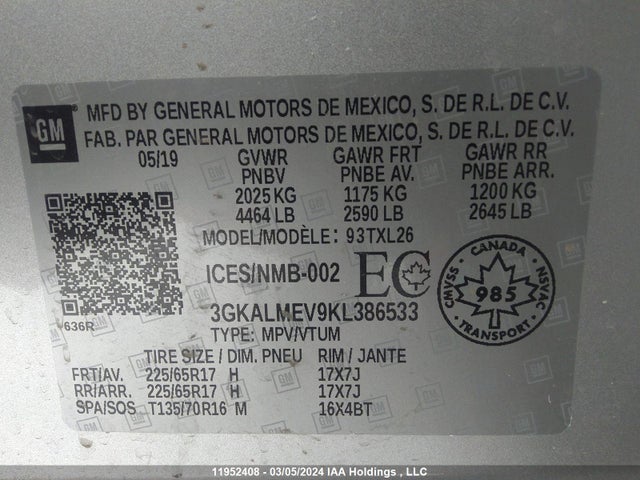 GM
MFD BY GENERAL MOTORS DE MEXICO, S. DE R.L. DE C.V.
FAB. PAR GENERAL MOTORS DE MEXICO, S. DE R.L. DE C.V.
05/19 GVWR GAWR FRT GAWR RR
PNBV PNBE AV. PNBE ARR.
2025 KG 1175 KG 1200 KG
4464 LB 2590 LB 2645 LB
MODEL/MODÈLE: 93TXL26
ICES/NMB-002 EC
CANADA
CMVSS 985 NSVAC
TRANSPORT
636R
3GKALMEV9KL386533
TYPE: MPV/VTUM
TIRE SIZE / DIM. PNEU RIM / JANTE
FRT/AV. 225/65R17 H 17X7J
RR/ARR. 225/65R17 H 17X7J
SPA/SOS T135/70R16 M 16X4BT
11952408 - 03/05/2024 IAA Holdings , LLC